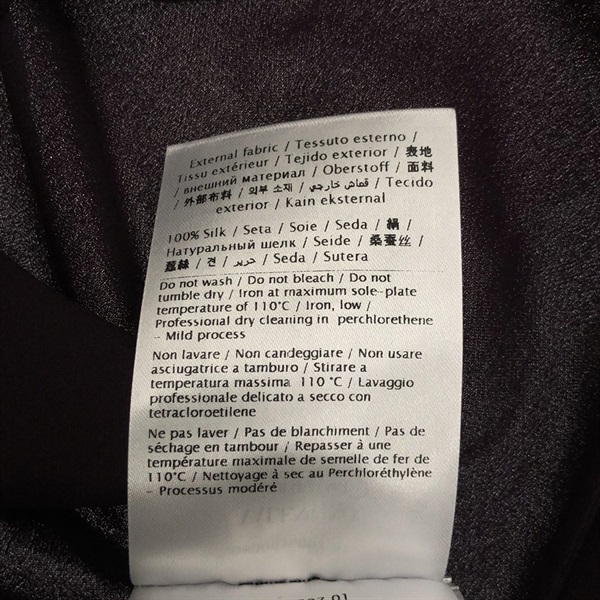 External fabric / Tessuto esterno /
Tissu extérieur / Tejido exterior / 表地
/ внешний материал / Oberstoff / 面料
/ 外部布料 / 외부 소재 / قماش خارجي / Tecido
exterior / Kain eksternal
100% Silk / Seta / Soie / Seda / 絹 /
Натуральный шелк / Seide / 桑蚕丝 /
蠶絲 / 견 / حرير / Seda / Sutera
Do not wash / Do not bleach / Do not
tumble dry / Iron at maximum sole-plate
temperature of 110°C / Iron, low /
Professional dry cleaning in perchlorethene
- Mild process
Non lavare / Non candeggiare / Non usare
asciugatrice a tamburo / Stirare a
temperatura massima 110 °C / Lavaggio
professionale delicato a secco con
tetracloroetilene
Ne pas laver / Pas de blanchiment / Pas de
séchage en tambour / Repasser à une
température maximale de semelle de fer de
110°C / Nettoyage à sec au Perchloréthylène
- Processus modéré